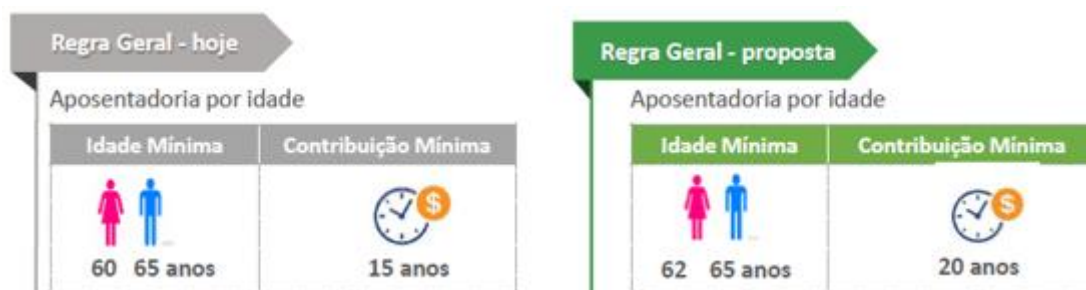 Regra Geral - hoje
Aposentadoria por idade
Idade Mínima Contribuição Mínima
$
60 65 anos 15 anos
Regra Geral - proposta
Aposentadoria por idade
Idade Mínima Contribuição Mínima
$
62 65 anos 20 anos